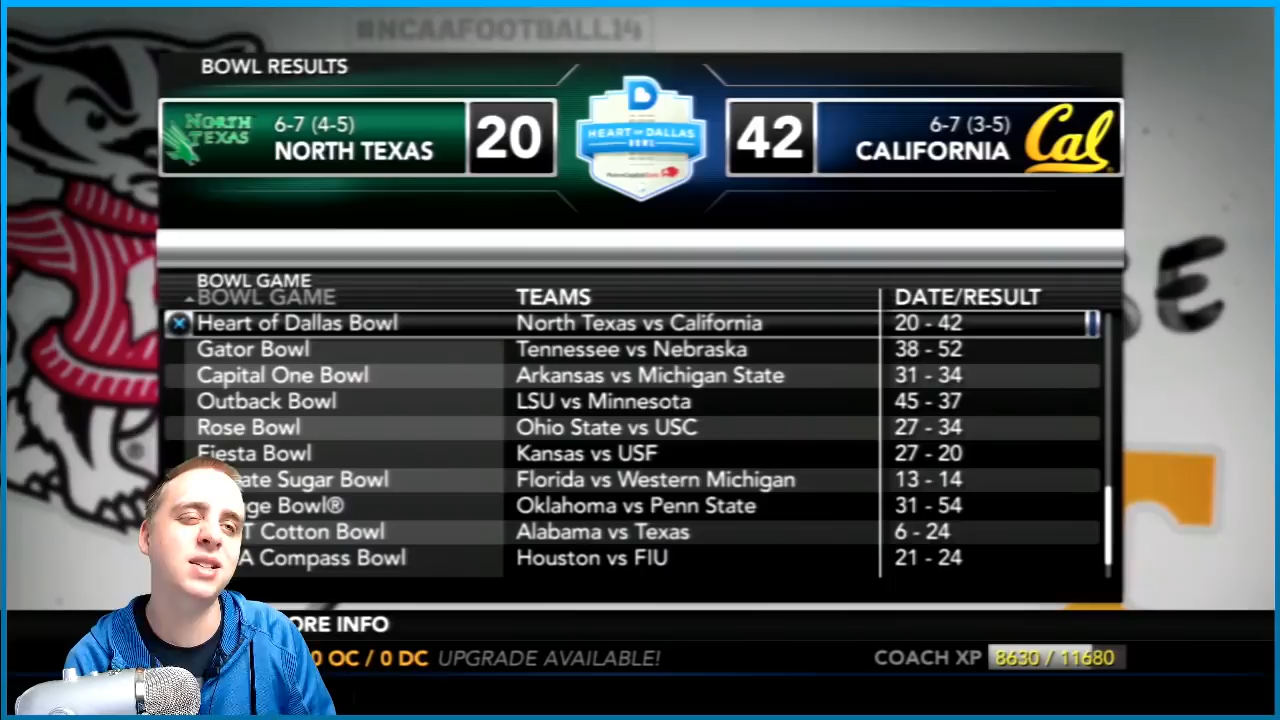 #NCAAFOOTBALL14
BOWL RESULTS
NORTH TEXAS
6-7 (4-5)
NORTH TEXAS
20
HEART OF DALLAS
BOWL
42
6-7 (3-5)
CALIFORNIA
Cal
BOWL GAME
BOWL GAME TEAMS DATE/RESULT
Heart of Dallas Bowl North Texas vs California 20 - 42
Gator Bowl Tennessee vs Nebraska 38 - 52
Capital One Bowl Arkansas vs Michigan State 31 - 34
Outback Bowl LSU vs Minnesota 45 - 37
Rose Bowl Ohio State vs USC 27 - 34
Fiesta Bowl Kansas vs USF 27 - 20
ate Sugar Bowl Florida vs Western Michigan 13 - 14
ge Bowl® Oklahoma vs Penn State 31 - 54
T Cotton Bowl Alabama vs Texas 6 - 24
A Compass Bowl Houston vs FIU 21 - 24
ORE INFO
0 OC / 0 DC UPGRADE AVAILABLE! COACH XP 8630 / 11680